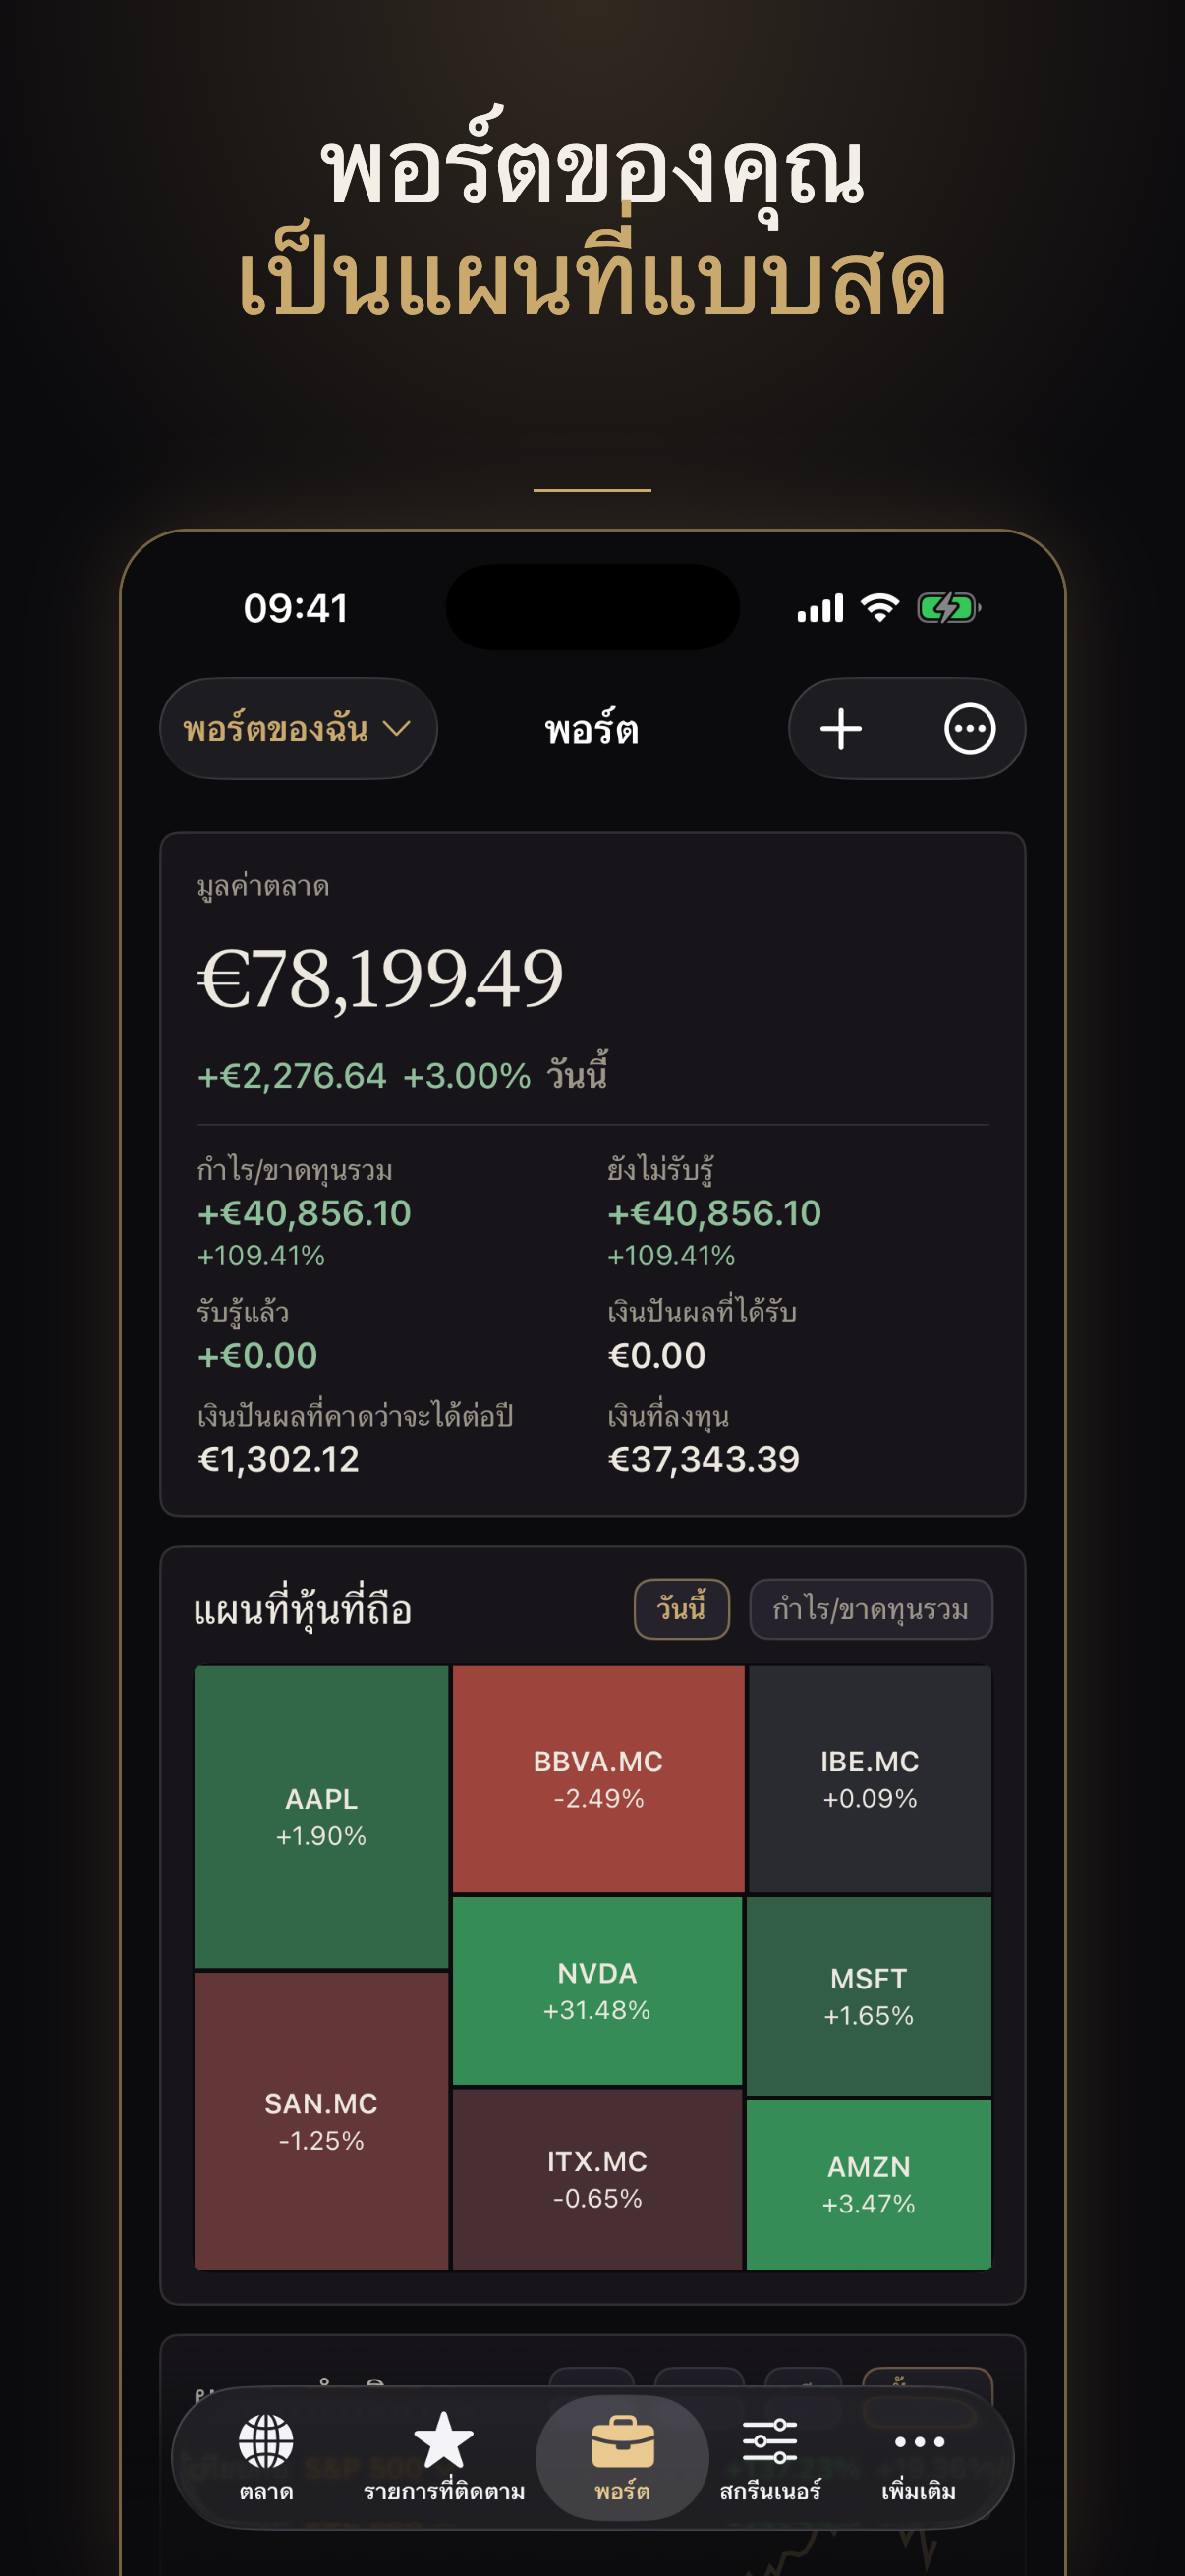 พอร์ตของคุณ
เป็นแผนที่แบบสด
09:41
พอร์ตของฉัน
พอร์ต
มูลค่าตลาด
€78,199.49
+€2,276.64 +3.00% วันนี้
กำไร/ขาดทุนรวม
+€40,856.10
+109.41%
ยังไม่รับรู้
+€40,856.10
+109.41%
รับรู้แล้ว
+€0.00
เงินปันผลที่ได้รับ
€0.00
เงินปันผลที่คาดว่าจะได้ต่อปี
€1,302.12
เงินที่ลงทุน
€37,343.39
แผนที่หุ้นที่ถือ
วันนี้
กำไร/ขาดทุนรวม
AAPL
+1.90%
BBVA.MC
-2.49%
IBE.MC
+0.09%
NVDA
+31.48%
MSFT
+1.65%
SAN.MC
-1.25%
ITX.MC
-0.65%
AMZN
+3.47%
S&P 500
ตลาด
รายการที่ติดตาม
พอร์ต
สกรีนเนอร์
เพิ่มเติม